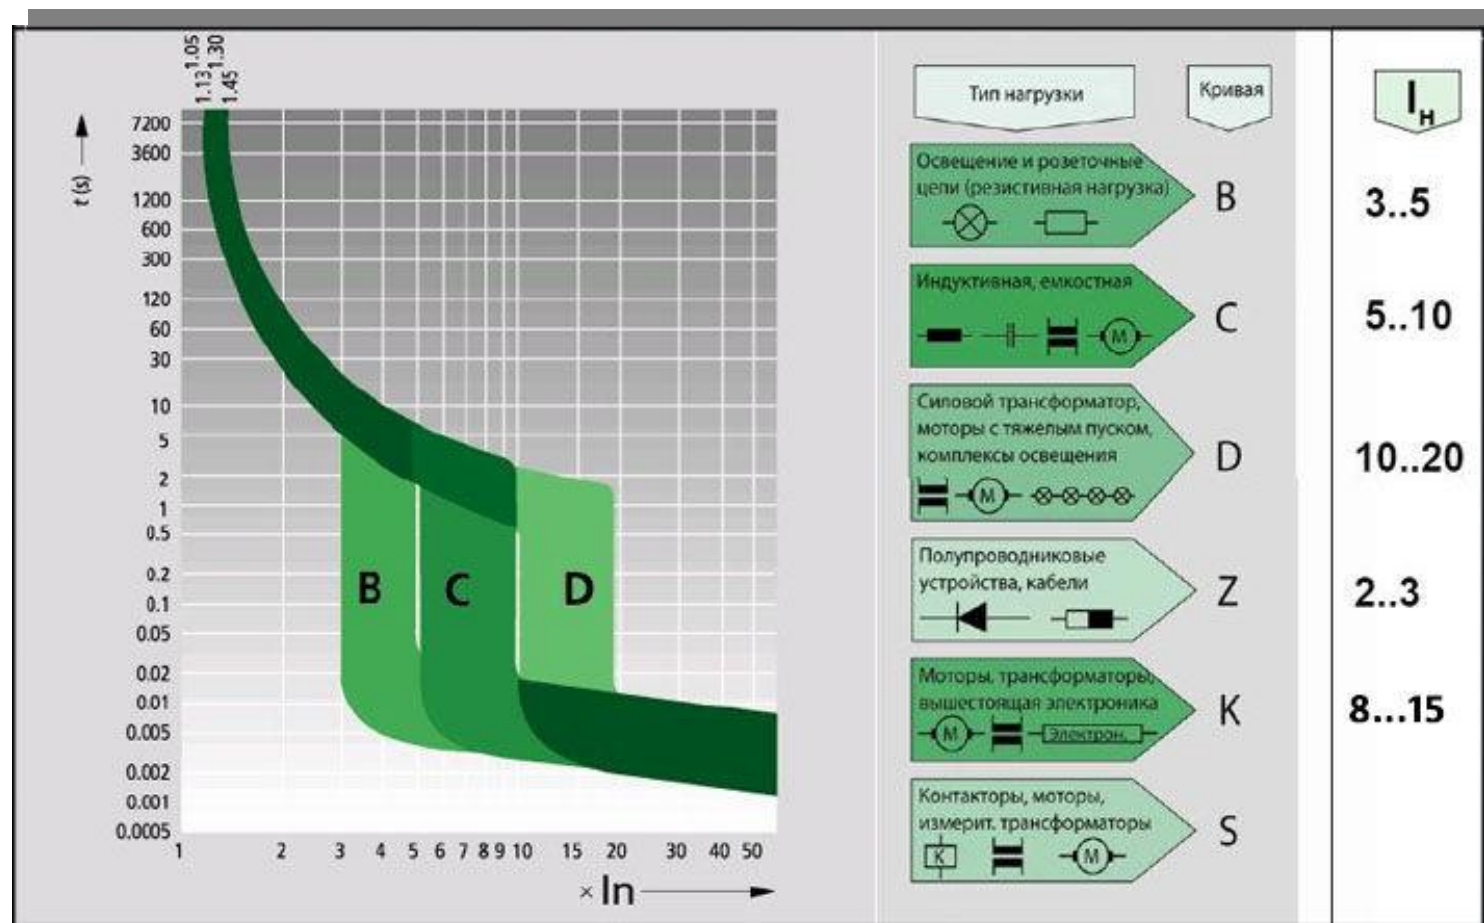 1.05
1.13
1.30
1.45
t (s)
7200
3600
1200
600
300
120
60
30
10
5
2
1
0.5
0.2
0.1
0.05
0.02
0.01
0.005
0.002
0.001
0.0005
B
C
D
1 2 3 4 5 6 7 8 9 10 15 20 30 40 50
× In
Тип нагрузки
Кривая
Iн
Освещение и розеточные
цепи (резистивная нагрузка)
B
3..5
Индуктивная, емкостная
M
C
5..10
Силовой трансформатор,
моторы с тяжелым пуском,
комплексы освещения
M
D
10..20
Полупроводниковые
устройства, кабели
Z
2..3
Моторы, трансформаторы,
вышестоящая электроника
M
Электрон.
K
8...15
Контакторы, моторы,
измерит. трансформаторы
K
M
S